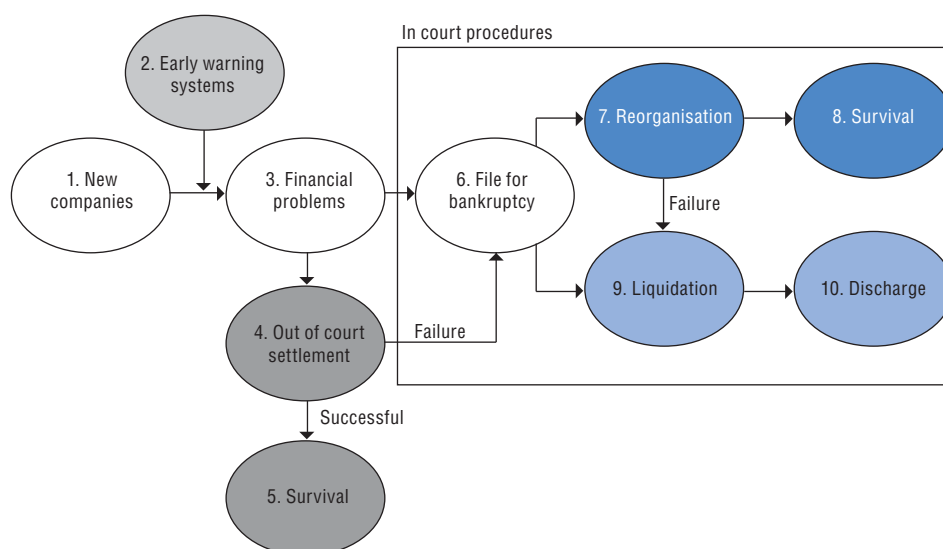 In court procedures
2. Early warning
systems
7. Reorganisation
8. Survival
1. New
companies
3. Financial
problems
6. File for
bankruptcy
Failure
9. Liquidation
10. Discharge
4. Out of court
settlement
Failure
Successful
5. Survival